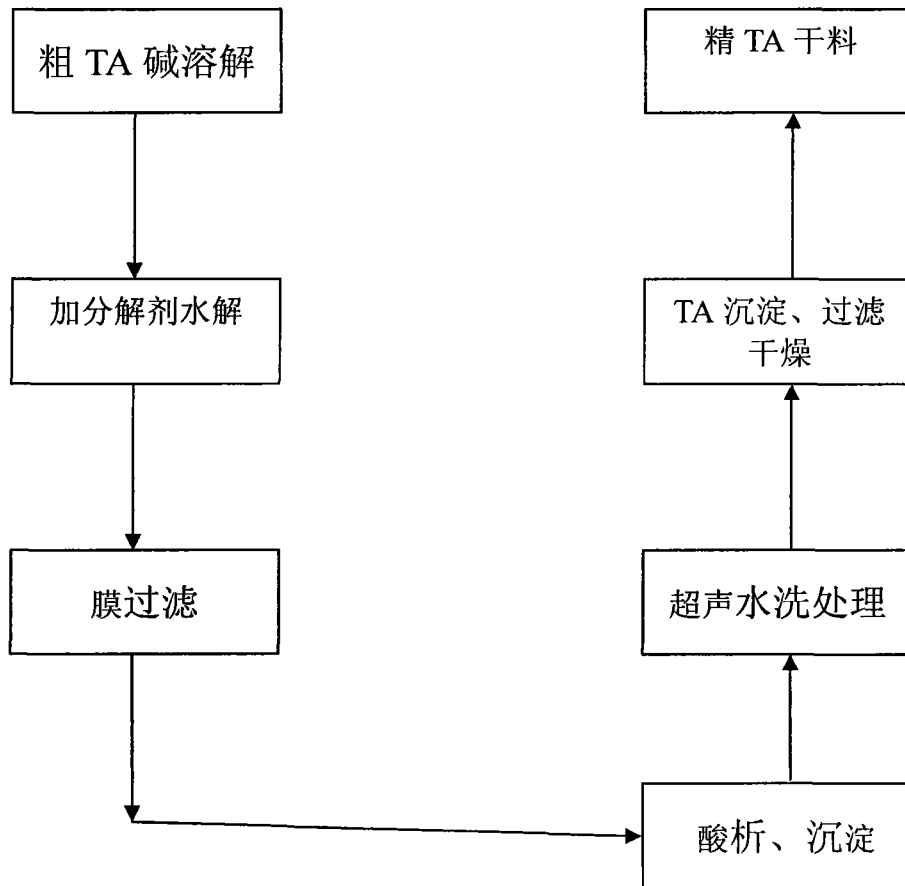 粗 TA 碱溶解
加分解剂水解
膜过滤
酸析、沉淀
超声水洗处理
TA 沉淀、过滤
干燥
精 TA 干料